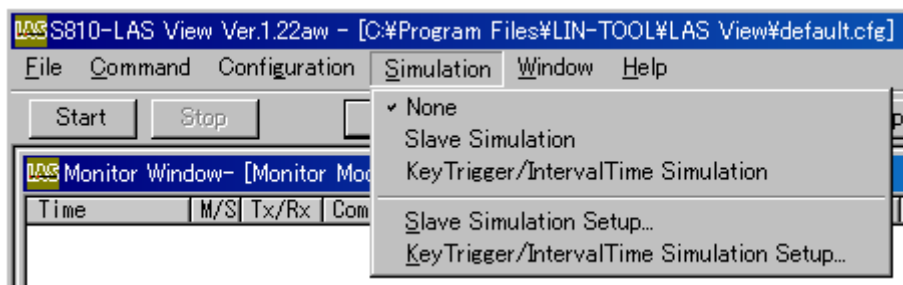 LAS S810-LAS View Ver.1.22aw - [C:¥Program Files¥LIN-TOOL¥LAS View¥default.cfg]
File Command Configuration Simulation Window Help
Start Stop
✓ None
Slave Simulation
KeyTrigger/IntervalTime Simulation
Slave Simulation Setup...
KeyTrigger/IntervalTime Simulation Setup...
LAS Monitor Window- [Monitor
Time M/S Tx/Rx